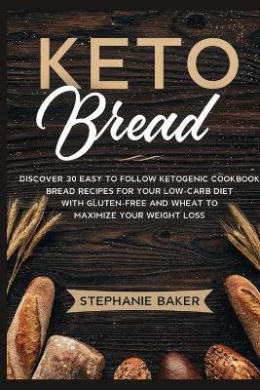 KETO
Bread
DISCOVER 30 EASY TO FOLLOW KETOGENIC COOKBOOK
BREAD RECIPES FOR YOUR LOW-CARB DIET
WITH GLUTEN-FREE AND WHEAT TO
MAXIMIZE YOUR WEIGHT LOSS
STEPHANIE BAKER